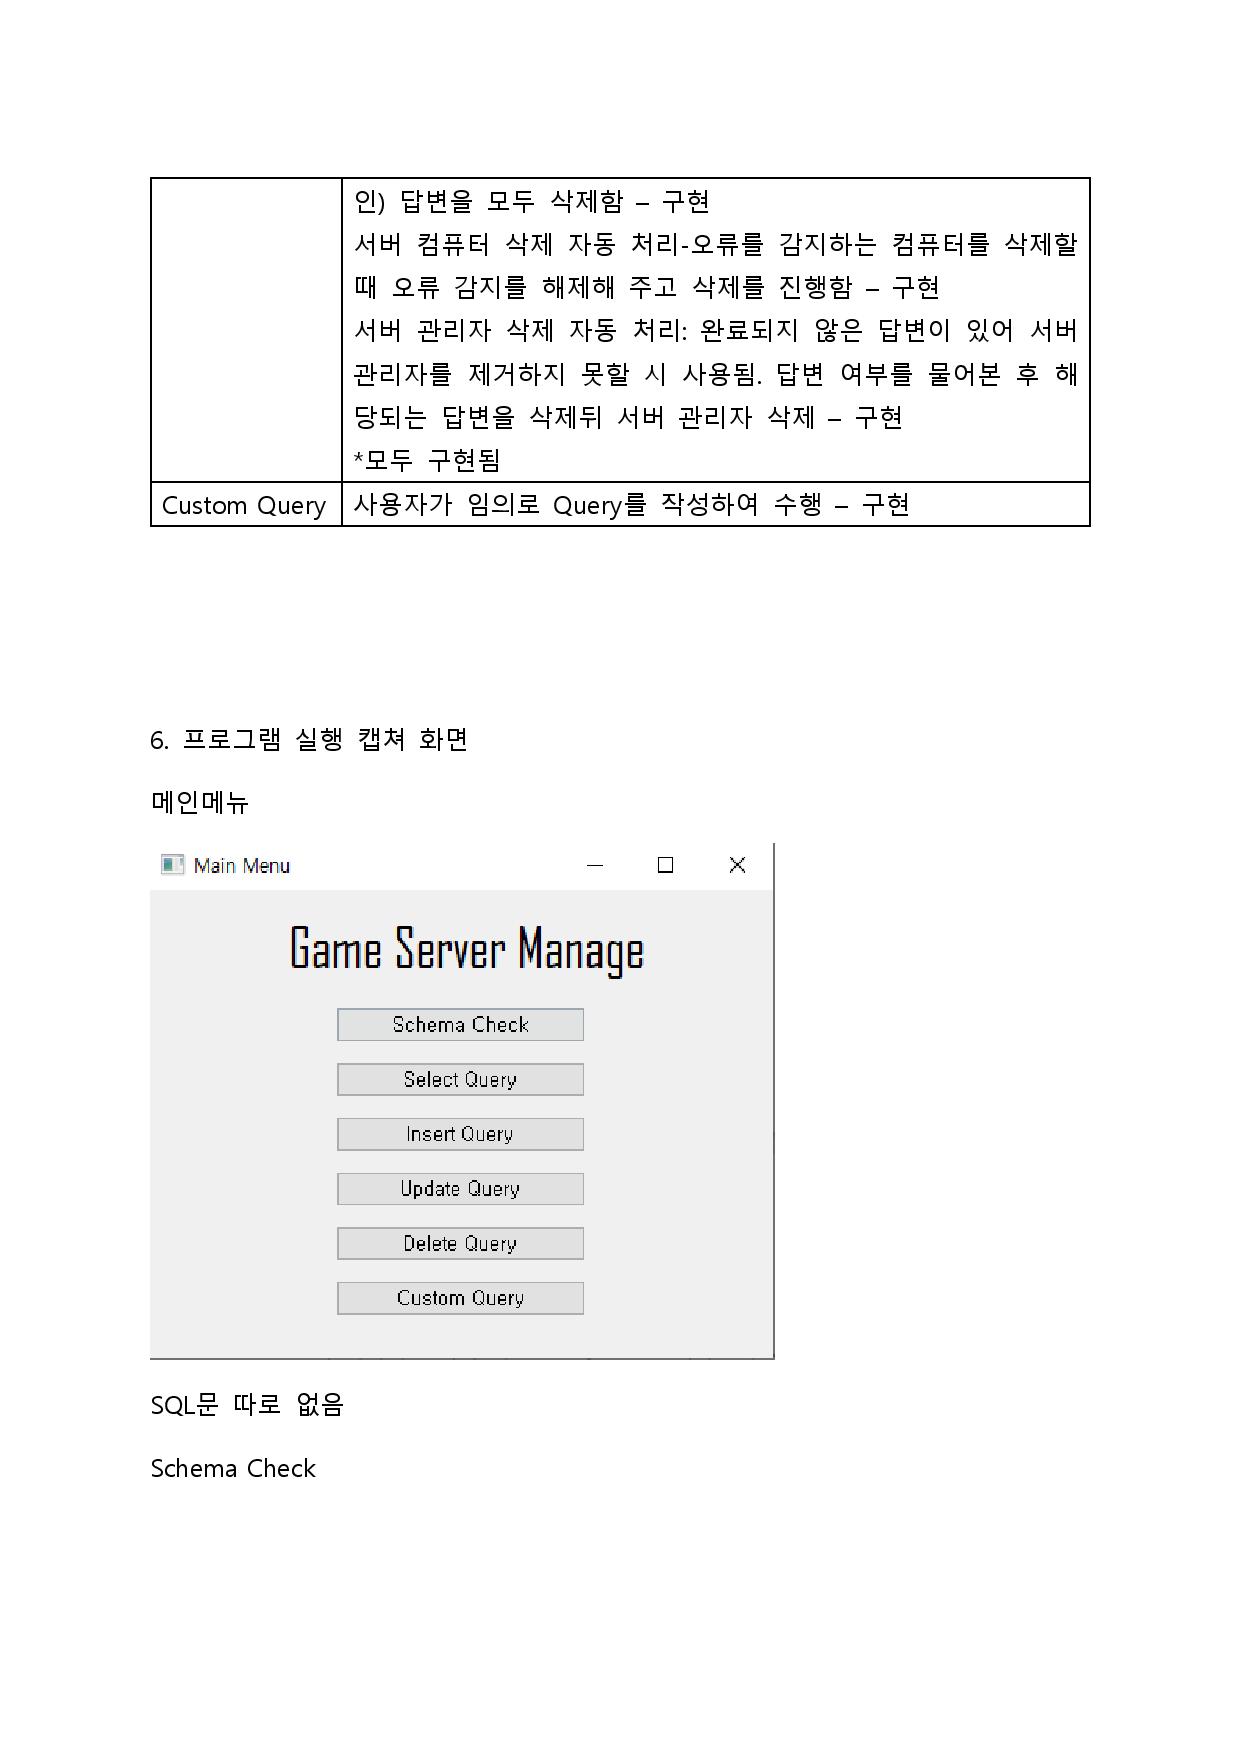 인) 답변을 모두 삭제함 – 구현
서버 컴퓨터 삭제 자동 처리-오류를 감지하는 컴퓨터를 삭제할
때 오류 감지를 해제해 주고 삭제를 진행함 – 구현
서버 관리자 삭제 자동 처리: 완료되지 않은 답변이 있어 서버
관리자를 제거하지 못할 시 사용됨. 답변 여부를 물어본 후 해
당되는 답변을 삭제뒤 서버 관리자 삭제 – 구현
*모두 구현됨
Custom Query 사용자가 임의로 Query를 작성하여 수행 – 구현
6. 프로그램 실행 캡쳐 화면
메인메뉴
Main Menu
Game Server Manage
Schema Check
Select Query
Insert Query
Update Query
Delete Query
Custom Query
SQL문 따로 없음
Schema Check